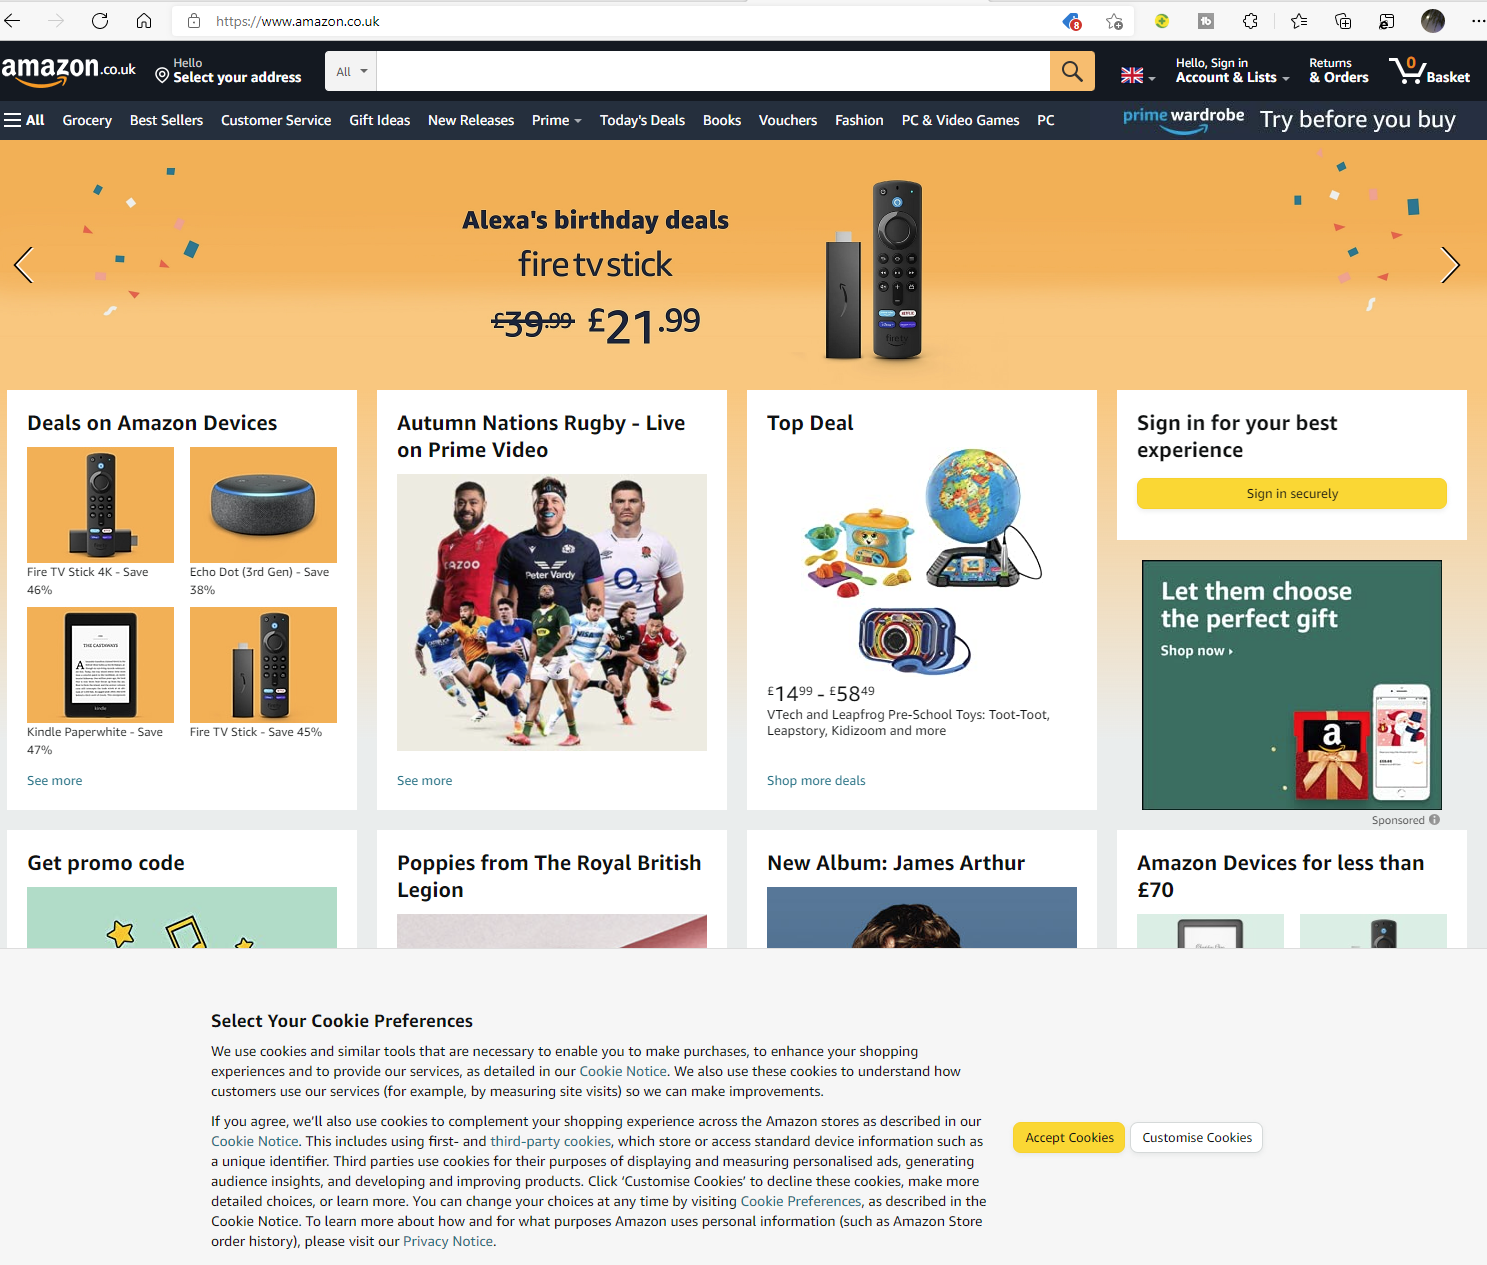 https://www.amazon.co.uk
8
amazon.co.uk
Hello
Select your address
All
Hello, Sign in
Account & Lists
Returns
& Orders
0
Basket
All
Grocery
Best Sellers
Customer Service
Gift Ideas
New Releases
Prime
Today's Deals
Books
Vouchers
Fashion
PC & Video Games
PC
prime wardrobe
Try before you buy
Alexa's birthday deals
fire tv stick
£39.99 £21.99
fire tv
Deals on Amazon Devices
Fire TV Stick 4K - Save
46%
Echo Dot (3rd Gen) - Save
38%
THE CASTAWAYS
kindle
Kindle Paperwhite - Save
47%
Fire TV Stick - Save 45%
See more
Autumn Nations Rugby - Live
on Prime Video
Peter Vardy
O2
See more
Top Deal
£14.99 - £58.49
VTech and Leapfrog Pre-School Toys: Toot-Toot,
Leapstory, Kidizoom and more
Shop more deals
Sign in for your best
experience
Sign in securely
Let them choose
the perfect gift
Shop now
a
Sponsored
Get promo code
Poppies from The Royal British
Legion
New Album: James Arthur
Amazon Devices for less than
£70
Select Your Cookie Preferences
We use cookies and similar tools that are necessary to enable you to make purchases, to enhance your shopping
experiences and to provide our services, as detailed in our Cookie Notice. We also use these cookies to understand how
customers use our services (for example, by measuring site visits) so we can make improvements.
If you agree, we’ll also use cookies to complement your shopping experience across the Amazon stores as described in our
Cookie Notice. This includes using first- and third-party cookies, which store or access standard device information such as
a unique identifier. Third parties use cookies for their purposes of displaying and measuring personalised ads, generating
audience insights, and developing and improving products. Click ‘Customise Cookies’ to decline these cookies, make more
detailed choices, or learn more. You can change your choices at any time by visiting Cookie Preferences, as described in the
Cookie Notice. To learn more about how and for what purposes Amazon uses personal information (such as Amazon Store
order history), please visit our Privacy Notice.
Accept Cookies
Customise Cookies